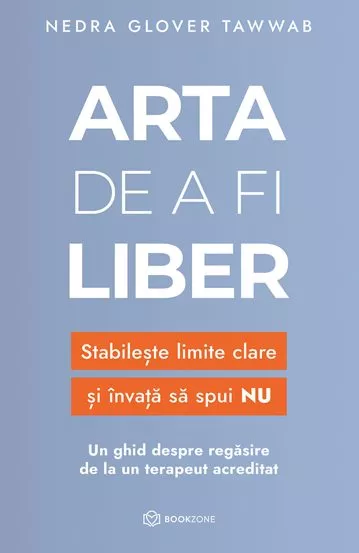 NEDRA GLOVER TAWWAB
ARTA
DE A FI
LIBER
Stabilește limite clare
și învață să spui NU
Un ghid despre regăsire
de la un terapeut acreditat
BOOKZONE